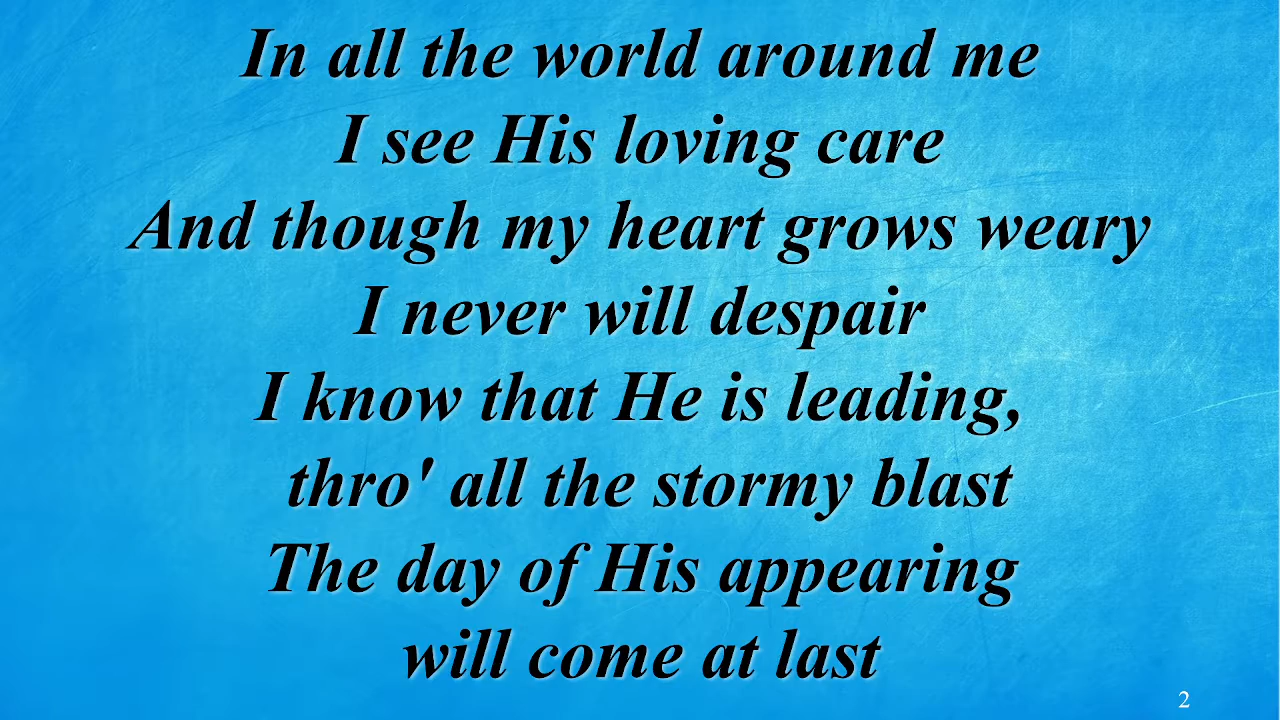 In all the world around me
I see His loving care
And though my heart grows weary
I never will despair
I know that He is leading,
thro' all the stormy blast
The day of His appearing
will come at last
2